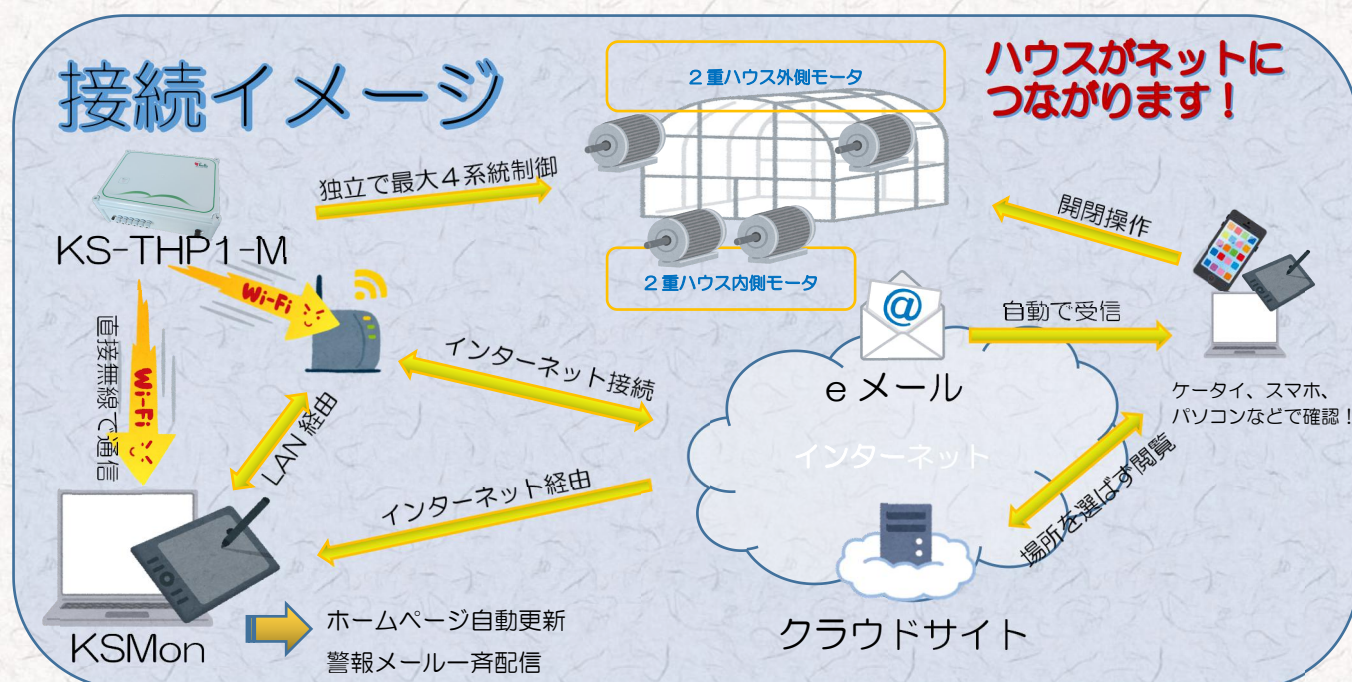 接続イメージ
2重ハウス外側モータ
ハウスがネットに
つながります！
独立で最大4系統制御
KS-THP1-M
開閉操作
2重ハウス内側モータ
Wi-Fi
@
自動で受信
直接無線で通信
Wi-Fi
インターネット接続
eメール
ケータイ、スマホ、
パソコンなどで確認！
LAN経由
インターネット
インターネット経由
場所を選ばず閲覧
KSMon
ホームページ自動更新
警報メール一斉配信
クラウドサイト